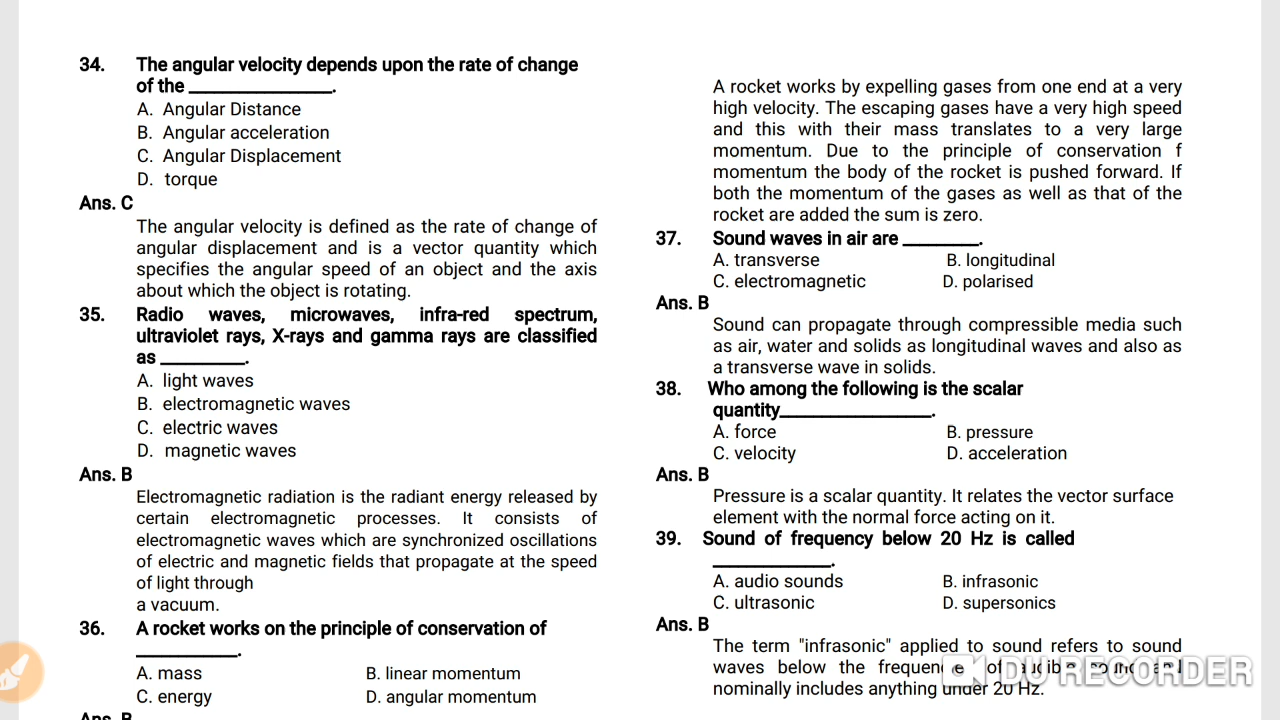 34. The angular velocity depends upon the rate of change
of the _______________.
A. Angular Distance
B. Angular acceleration
C. Angular Displacement
D. torque
Ans. C
The angular velocity is defined as the rate of change of
angular displacement and is a vector quantity which
specifies the angular speed of an object and the axis
about which the object is rotating.
35. Radio waves, microwaves, infra-red spectrum,
ultraviolet rays, X-rays and gamma rays are classified
as _________.
A. light waves
B. electromagnetic waves
C. electric waves
D. magnetic waves
Ans. B
Electromagnetic radiation is the radiant energy released by
certain electromagnetic processes. It consists of
electromagnetic waves which are synchronized oscillations
of electric and magnetic fields that propagate at the speed
of light through
a vacuum.
36. A rocket works on the principle of conservation of
___________.
A. mass B. linear momentum
C. energy D. angular momentum
Ans. B
A rocket works by expelling gases from one end at a very
high velocity. The escaping gases have a very high speed
and this with their mass translates to a very large
momentum. Due to the principle of conservation f
momentum the body of the rocket is pushed forward. If
both the momentum of the gases as well as that of the
rocket are added the sum is zero.
37. Sound waves in air are ________.
A. transverse B. longitudinal
C. electromagnetic D. polarised
Ans. B
Sound can propagate through compressible media such
as air, water and solids as longitudinal waves and also as
a transverse wave in solids.
38. Who among the following is the scalar
quantity________________.
A. force B. pressure
C. velocity D. acceleration
Ans. B
Pressure is a scalar quantity. It relates the vector surface
element with the normal force acting on it.
39. Sound of frequency below 20 Hz is called
____________.
A. audio sounds B. infrasonic
C. ultrasonic D. supersonics
Ans. B
The term "infrasonic" applied to sound refers to sound
waves below the frequencies of audible sound and
nominally includes anything under 20 Hz.
DU RECORDER